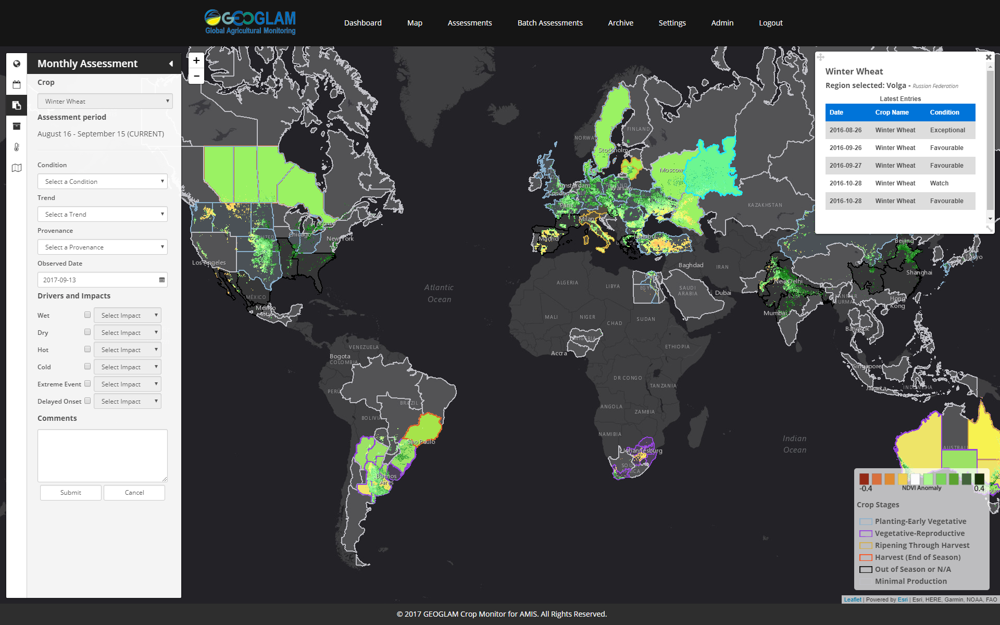 GEOGLAM
Global Agricultural Monitoring
Dashboard
Map
Assessments
Batch Assessments
Archive
Settings
Admin
Logout
Monthly Assessment
Crop
Winter Wheat
Assessment period
August 16 - September 15 (CURRENT)
Condition
Select a Condition
Trend
Select a Trend
Provenance
Select a Provenance
Observed Date
2017-09-13
Drivers and Impacts
Wet Select Impact
Dry Select Impact
Hot Select Impact
Cold Select Impact
Extreme Event Select Impact
Delayed Onset Select Impact
Comments
Submit
Cancel
+
-
Winter Wheat
Region selected: Volga - Russian Federation
Latest Entries
Date Crop Name Condition
2016-08-26 Winter Wheat Exceptional
2016-09-26 Winter Wheat Favourable
2016-09-27 Winter Wheat Favourable
2016-10-28 Winter Wheat Watch
2016-10-28 Winter Wheat Favourable
FINLAND
NORWAY
Stockholm
Moscow
Amsterdam
Warsaw
London
Paris
KAZAKHSTAN
Milan
Toronto
Chicago
New York
UNITED
Madrid
Istanbul
Los Angeles
Beijing
Tokyo
Shanghai
Baghdad
IRAN
Cairo
EGYPT
New Delhi
ALGERIA
LIBYA
SAUDI
ARABIA
Dubai
Atlantic
Ocean
MÉXICO
Mexico
City
Hong
Kong
Mumbai
MALI
NIGER
CHAD
SUDAN
Bangkok
NIGERIA
VENEZUELA
ETHIOPIA
Bogota
COLOMBIA
Accra
Singapore
DR CONGO
TANZANIA
Jakarta
INDONESIA
PERU
BRAZIL
ANGOLA
ZAMBIA
BOLIVIA
NAMIBIA
Sao Paulo
Johannesburg
SOUTH
AFRICA
Indian
Ocean
Buenos
Aires
-0.4 NDVI Anomaly 0.4
Crop Stages
Planting-Early Vegetative
Vegetative-Reproductive
Ripening Through Harvest
Harvest (End of Season)
Out of Season or N/A
Minimal Production
Leaflet | Powered by Esri | Esri, HERE, Garmin, NOAA, FAO
© 2017 GEOGLAM Crop Monitor for AMIS. All Rights Reserved.